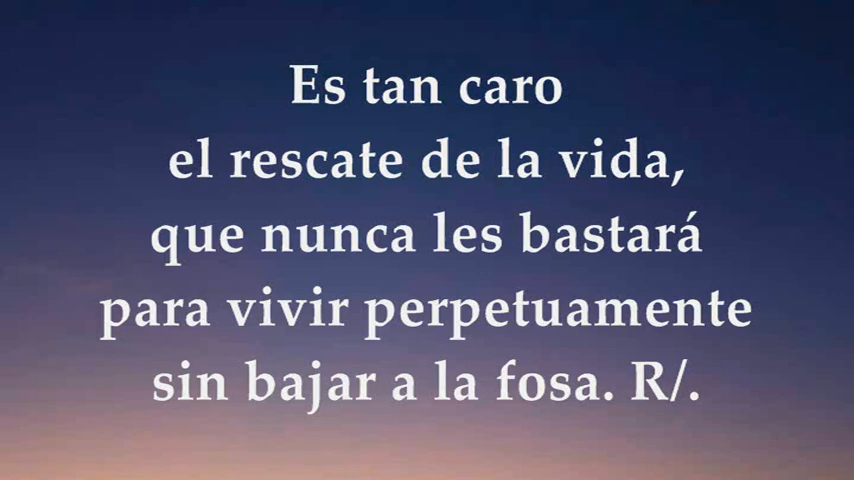 Es tan caro
el rescate de la vida,
que nunca les bastará
para vivir perpetuamente
sin bajar a la fosa. R/.